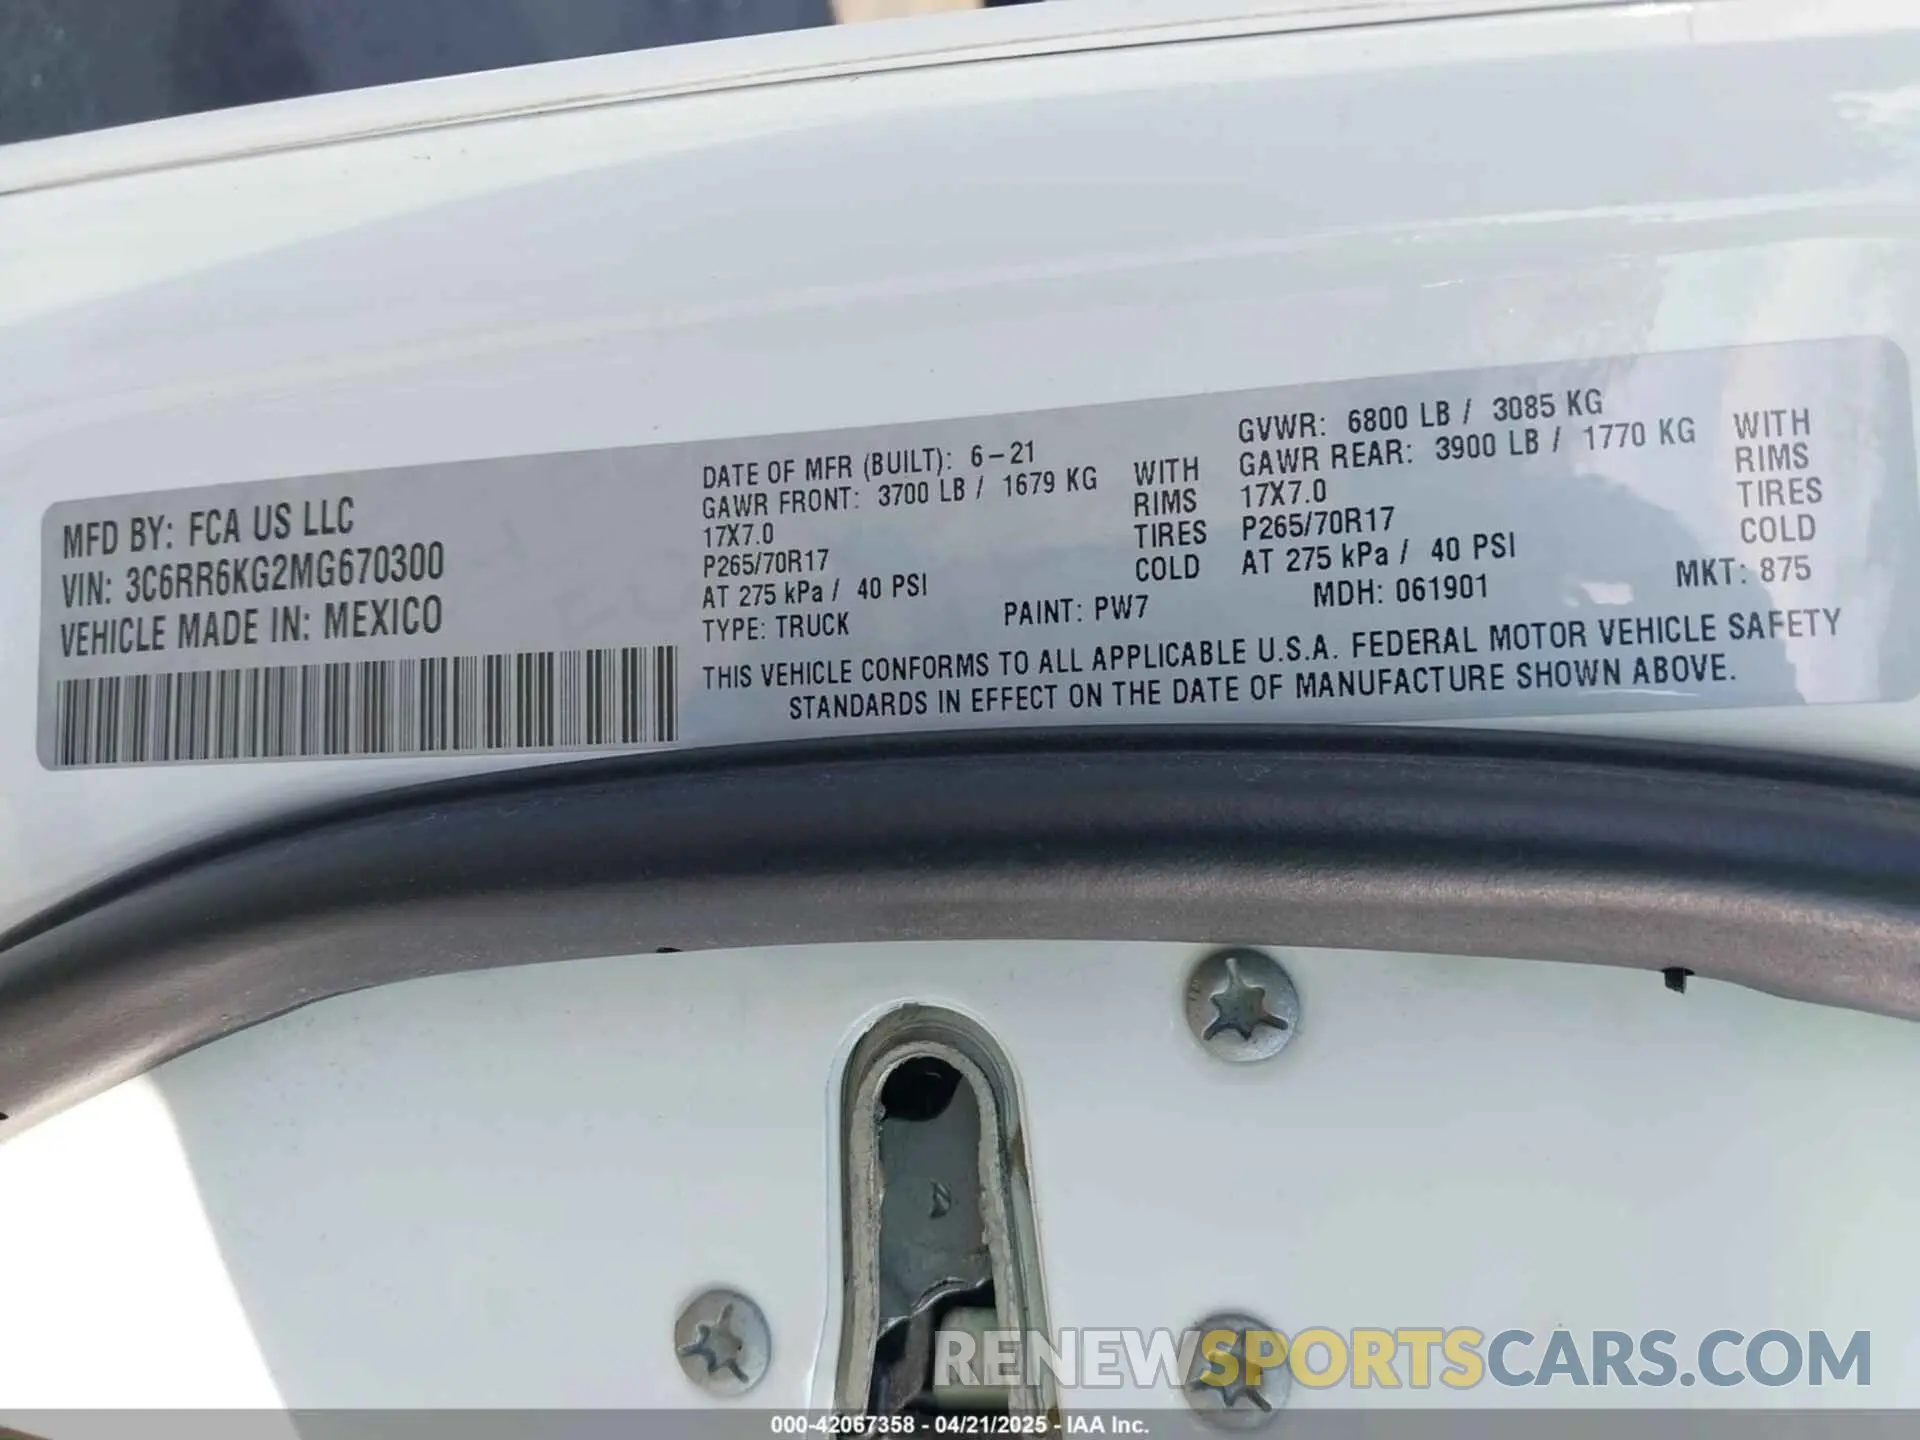 MFD BY: FCA US LLC
VIN: 3C6RR6KG2MG670300
VEHICLE MADE IN: MEXICO
DATE OF MFR (BUILT): 6-21
GAWR FRONT: 3700 LB / 1679 KG WITH
17X7.0 RIMS
P265/70R17 TIRES
AT 275 kPa / 40 PSI COLD
GVWR: 6800 LB / 3085 KG
GAWR REAR: 3900 LB / 1770 KG WITH
17X7.0 RIMS
P265/70R17 TIRES
AT 275 kPa / 40 PSI COLD
TYPE: TRUCK PAINT: PW7 MDH: 061901 MKT: 875
THIS VEHICLE CONFORMS TO ALL APPLICABLE U.S.A. FEDERAL MOTOR VEHICLE SAFETY
STANDARDS IN EFFECT ON THE DATE OF MANUFACTURE SHOWN ABOVE.
RENEWSPORTSCARS.COM
000-42067358 - 04/21/2025 - IAA Inc.